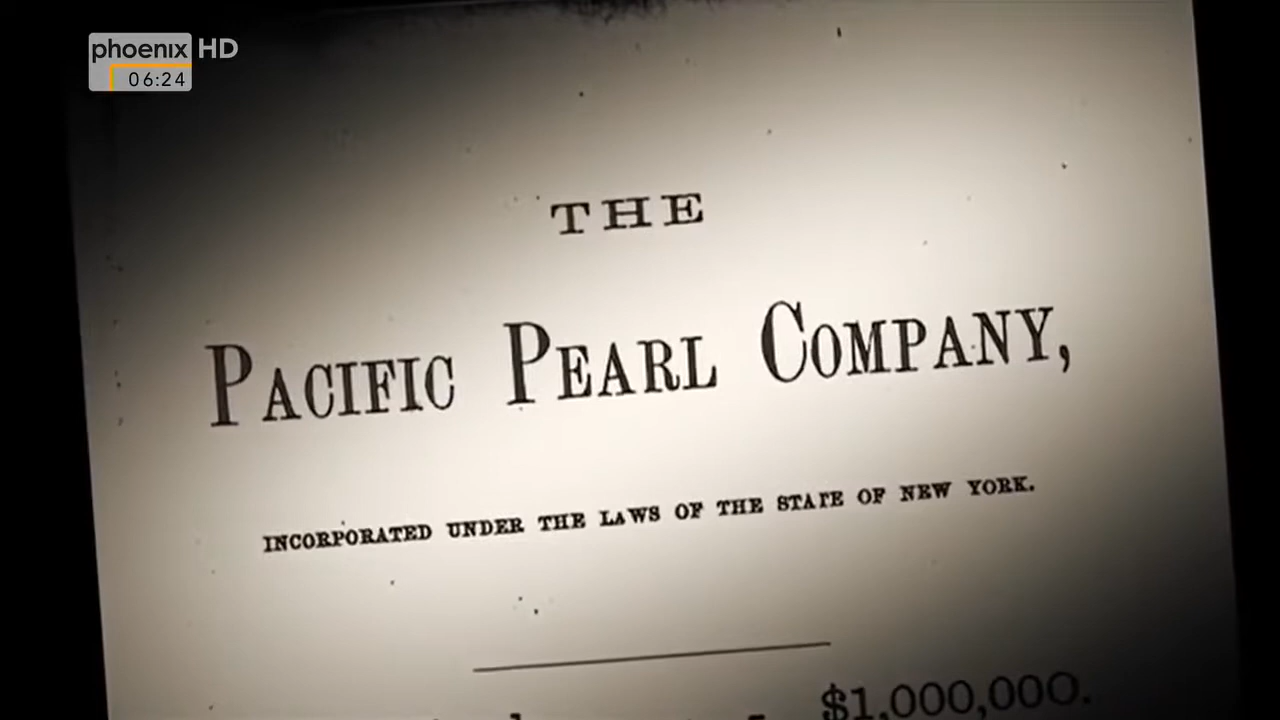 phoenix HD
06:24
THE
PACIFIC PEARL COMPANY,
INCORPORATED UNDER THE LAWS OF THE STATE OF NEW YORK.
$1,000,000.